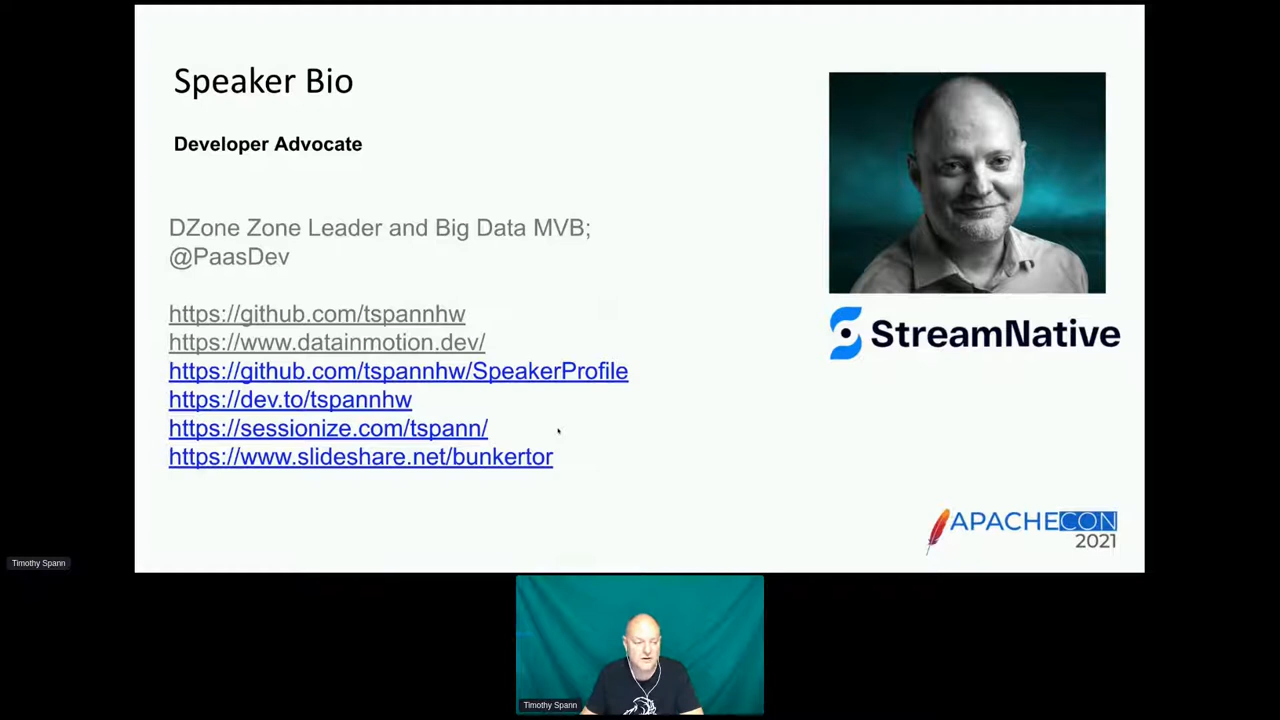 Speaker Bio
Developer Advocate
DZone Zone Leader and Big Data MVB;
@PaasDev
https://github.com/tspannhw
https://www.datainmotion.dev/
https://github.com/tspannhw/SpeakerProfile
https://dev.to/tspannhw
https://sessionize.com/tspann/
https://www.slideshare.net/bunkertor
StreamNative
APACHECON
2021
Timothy Spann
Timothy Spann